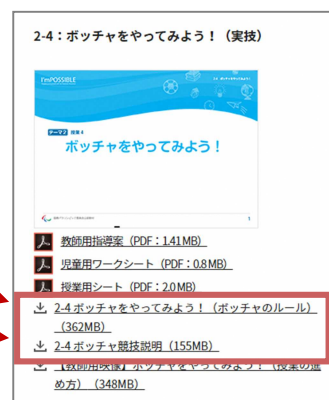 2-4：ボッチャをやってみよう！（実技）
I'mPOSSIBLE
テーマ2 授業4
ボッチャをやってみよう！
1
教師用指導案（PDF：1.41MB）
児童用ワークシート（PDF：0.8MB）
授業用シート（PDF：2.0MB）
2-4 ボッチャをやってみよう！（ボッチャのルール）
（362MB）
2-4 ボッチャ競技説明（155MB）
【教師用映像】ボッチャをやってみよう！（授業の進
め方）（348MB）